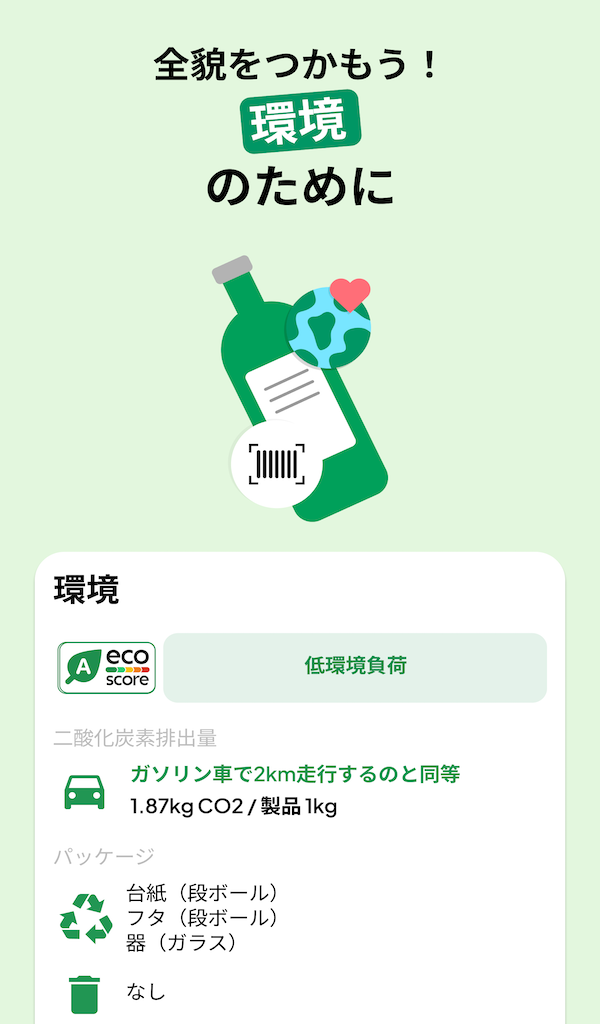 全貌をつかもう！
環境
のために
環境
A eco
score
低環境負荷
二酸化炭素排出量
ガソリン車で2km走行するのと同等
1.87kg CO2 / 製品 1kg
パッケージ
台紙（段ボール）
フタ（段ボール）
器（ガラス）
なし